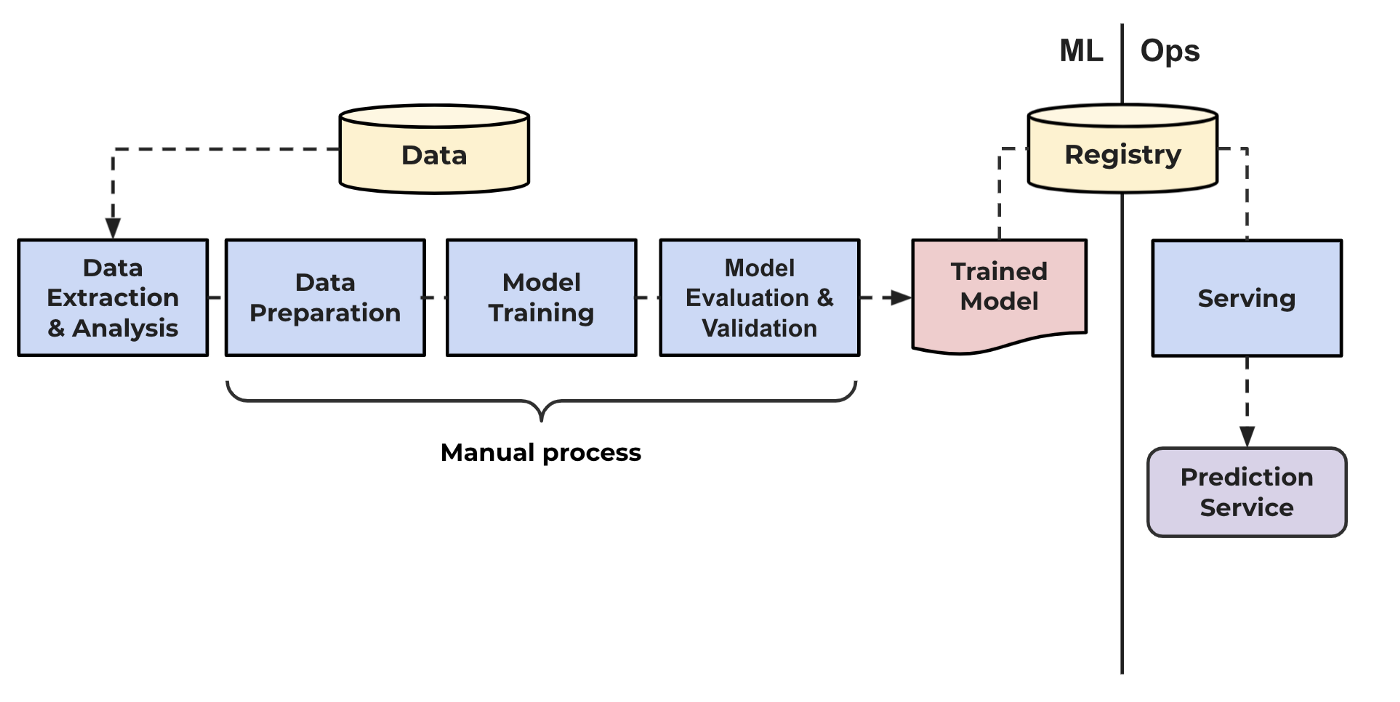 ML
Ops
Data
Registry
Data
Extraction
& Analysis
Data
Preparation
Model
Training
Model
Evaluation &
Validation
Trained
Model
Serving
Manual process
Prediction
Service